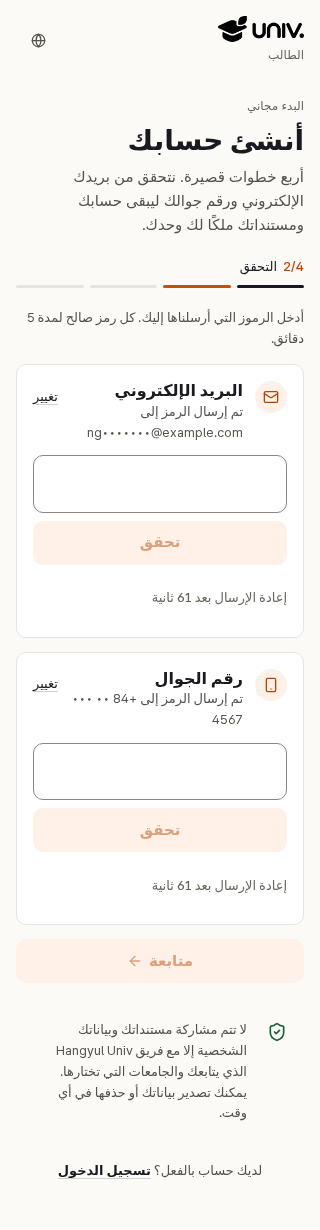 UNIV.
الطالب
البدء مجاني
أنشئ حسابك
أربع خطوات قصيرة. نتحقق من بريدك
الإلكتروني ورقم جوالك ليبقى حسابك
ومستنداتك ملكًا لك وحدك.
2/4 التحقق
أدخل الرموز التي أرسلناها إليك. كل رمز صالح لمدة 5
دقائق.
البريد الإلكتروني
تغيير
تم إرسال الرمز إلى
ng•••••••@example.com
تحقق
إعادة الإرسال بعد 61 ثانية
رقم الجوال
تغيير
تم إرسال الرمز إلى +84 •• •••
4567
تحقق
إعادة الإرسال بعد 61 ثانية
متابعة ←
لا تتم مشاركة مستنداتك وبياناتك
الشخصية إلا مع فريق Hangyul Univ
الذي يتابعك والجامعات التي تختارها.
يمكنك تصدير بياناتك أو حذفها في أي
وقت.
لديك حساب بالفعل؟ تسجيل الدخول